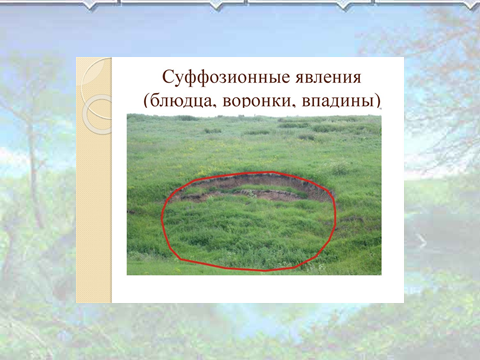 Суффозионные явления
(блюдца, воронки, впадины)